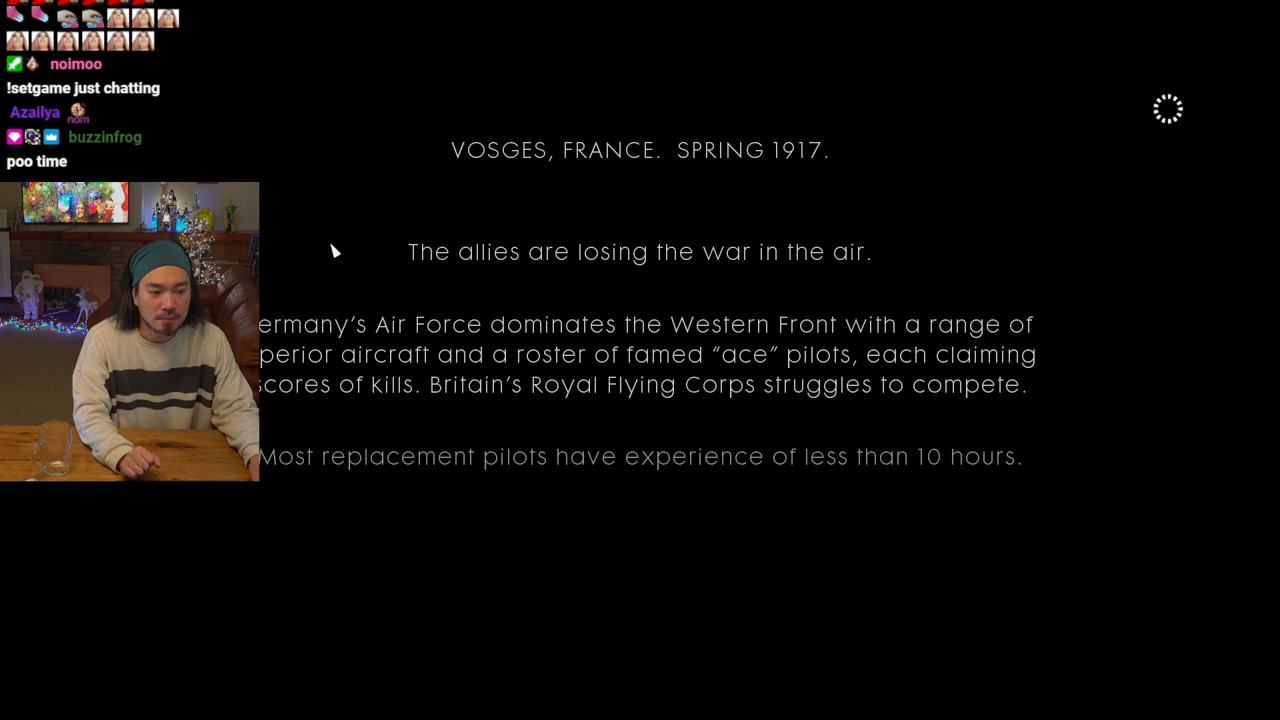 noimoo
!setgame just chatting
Azailya
nom
buzzinfrog
poo time
VOSGES, FRANCE. SPRING 1917.
The allies are losing the war in the air.
ermany’s Air Force dominates the Western Front with a range of
perior aircraft and a roster of famed “ace” pilots, each claiming
scores of kills. Britain’s Royal Flying Corps struggles to compete.
Most replacement pilots have experience of less than 10 hours.